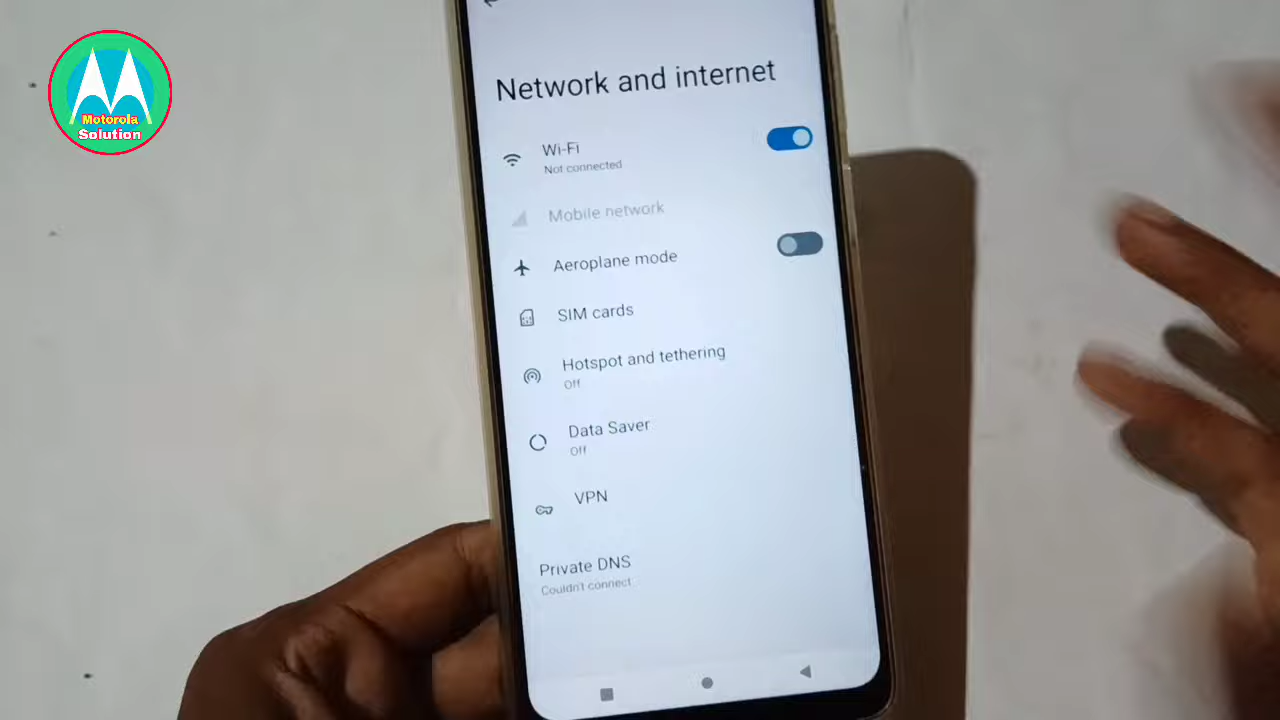 Motorola
Solution
Network and internet
Wi-Fi
Not connected
Mobile network
Aeroplane mode
SIM cards
Hotspot and tethering
Off
Data Saver
Off
VPN
Private DNS
Couldn't connect